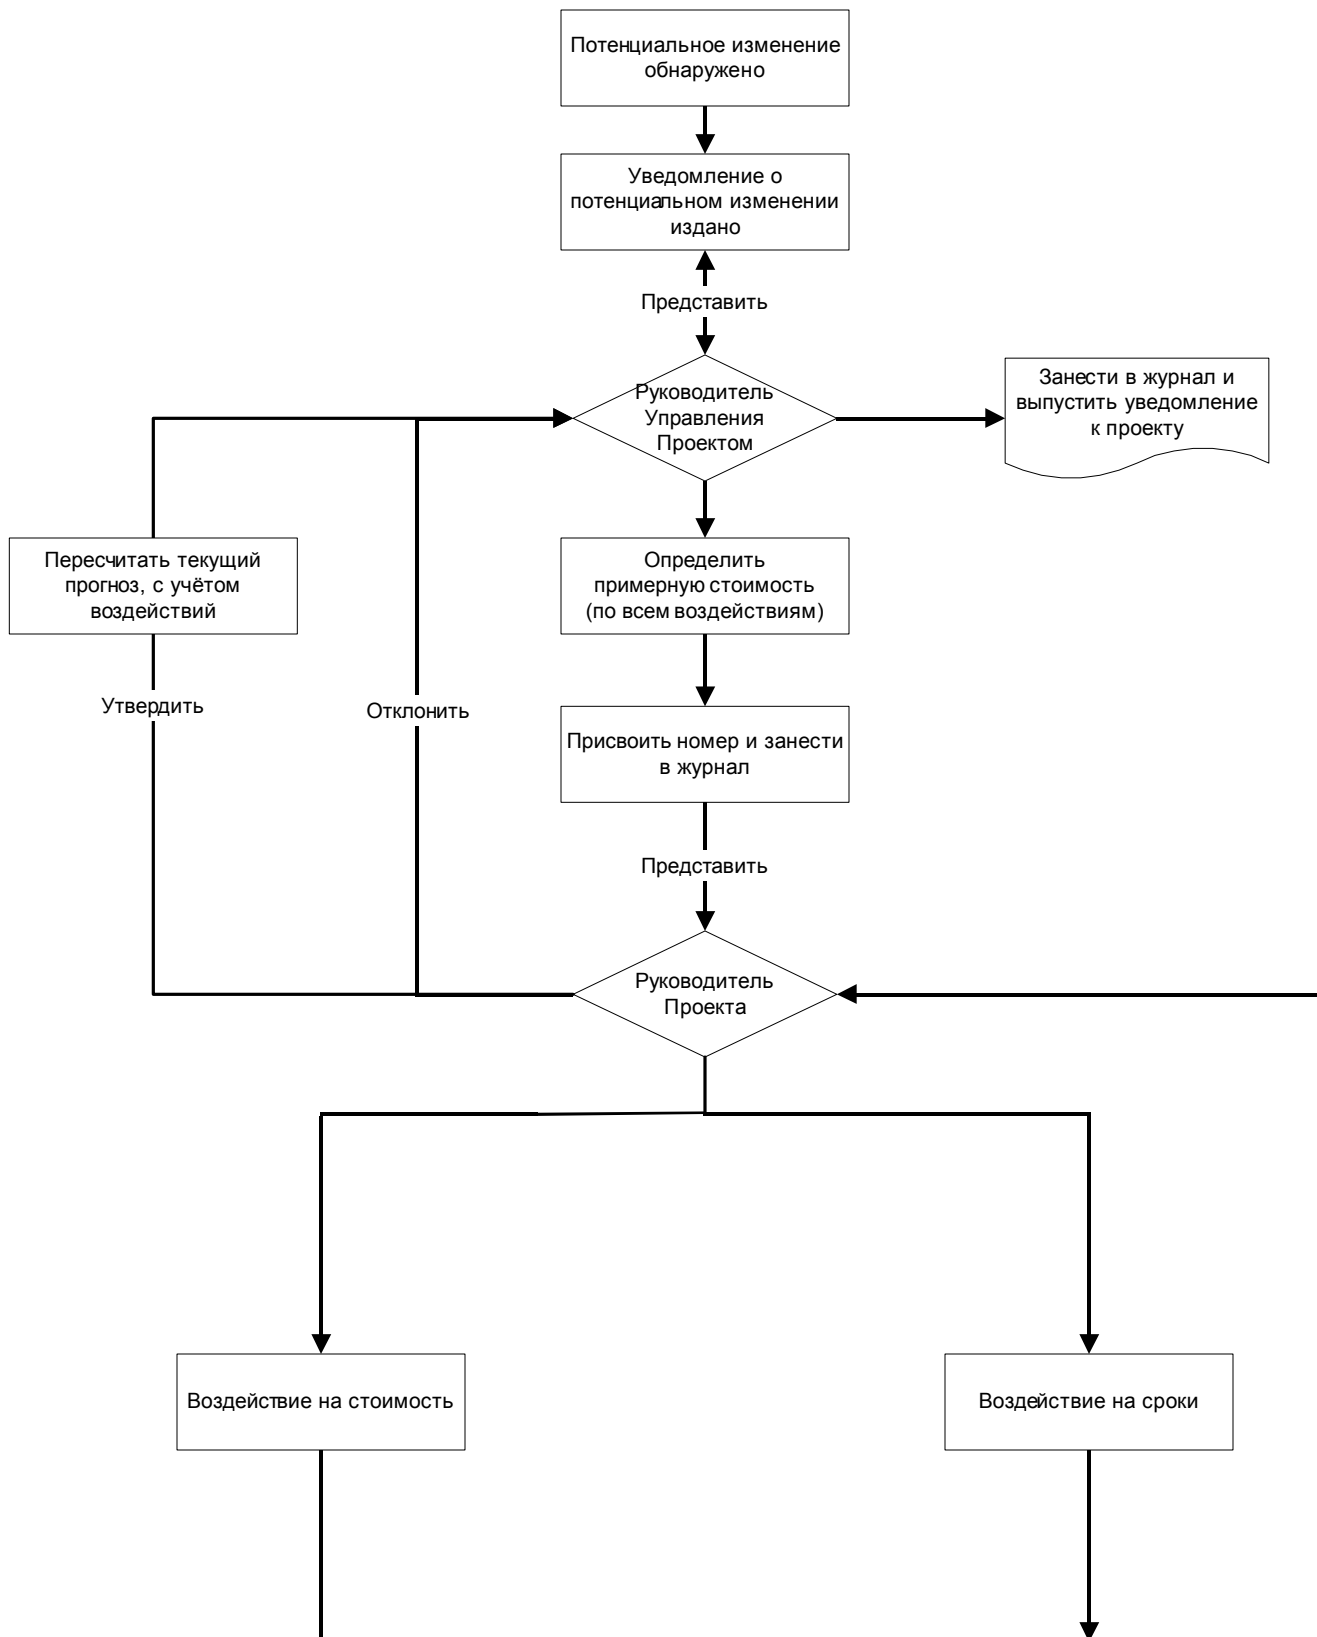 Потенциальное изменение
обнаружено
Уведомление о
потенциальном изменении
издано
Представить
Руководитель
Управления
Проектом
Занести в журнал и
выпустить уведомление
к проекту
Пересчитать текущий
прогноз, с учётом
воздействий
Определить
примерную стоимость
(по всем воздействиям)
Утвердить
Отклонить
Присвоить номер и занести
в журнал
Представить
Руководитель
Проекта
Воздействие на стоимость
Воздействие на сроки